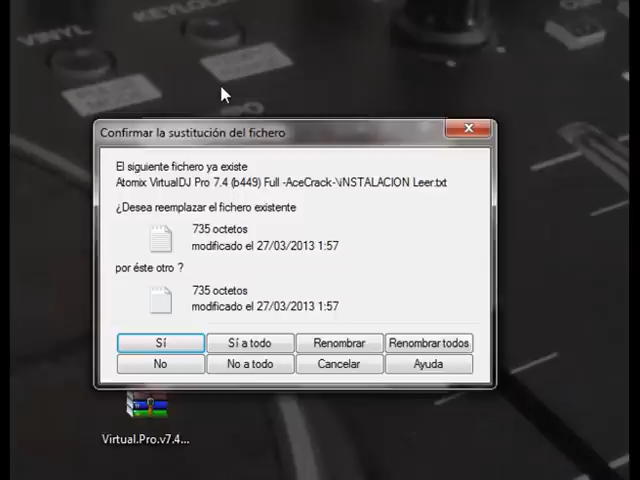 VINYL
KEYLOCK
Confirmar la sustitución del fichero
El siguiente fichero ya existe
Atomix VirtualDJ Pro 7.4 (b449) Full -AceCrack-\INSTALACION Leer.txt
¿Desea reemplazar el fichero existente
735 octetos
modificado el 27/03/2013 1:57
por éste otro ?
735 octetos
modificado el 27/03/2013 1:57
Sí Sí a todo Renombrar Renombrar todos
No No a todo Cancelar Ayuda
Virtual.Pro.v7.4...